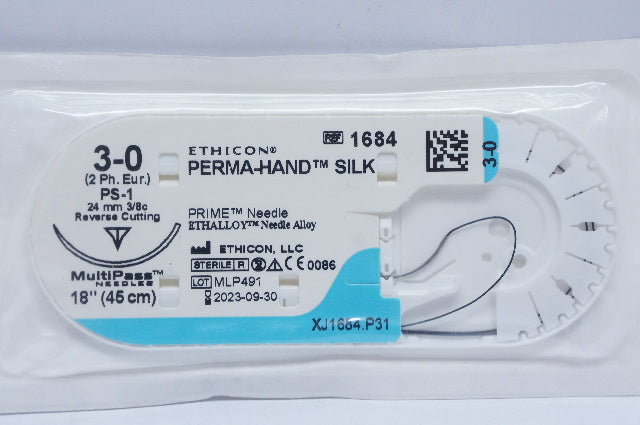 3-0
(2 Ph. Eur.)
PS-1
24 mm 3/8c
Reverse Cutting
MultiPass™
NEEDLES
18" (45 cm)
ETHICON®
REF 1684
PERMA-HAND™ SILK
PRIME™ Needle
ETHALLOY™ Needle Alloy
ETHICON, LLC
STERILE R 2 CE 0086
LOT MLP491
2023-09-30
XJ1684.P31
3-0